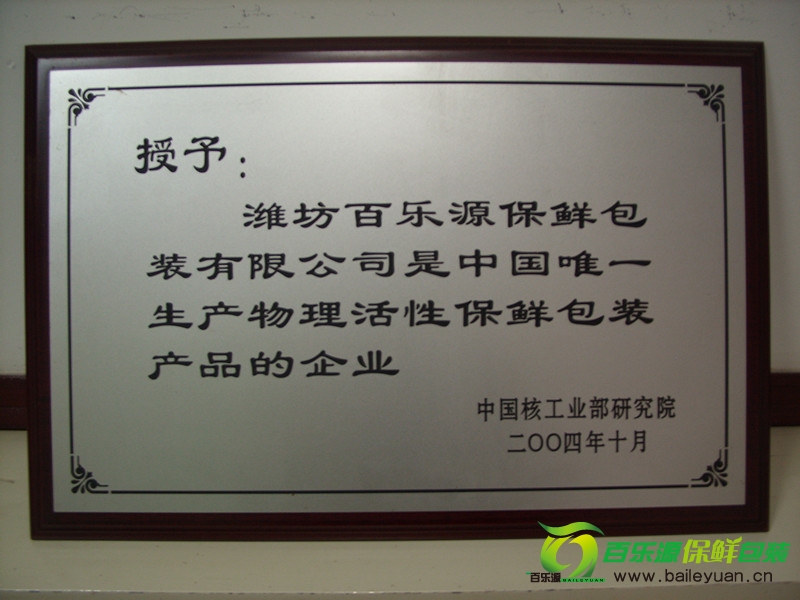 授予：
潍坊百乐源保鲜包
装有限公司是中国唯一
生产物理活性保鲜包装
产品的企业
中国核工业部研究院
二〇〇四年十月
百乐源保鲜包装
百乐源 BAILEYUAN
www.baileyuan.cn